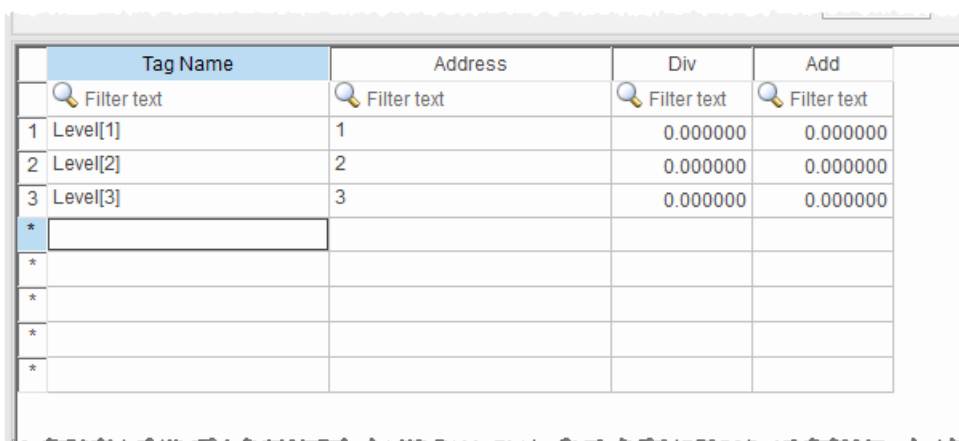 Tag Name Address Div Add
Filter text Filter text Filter text Filter text
1 Level[1] 1 0.000000 0.000000
2 Level[2] 2 0.000000 0.000000
3 Level[3] 3 0.000000 0.000000
*
*
*
*
*